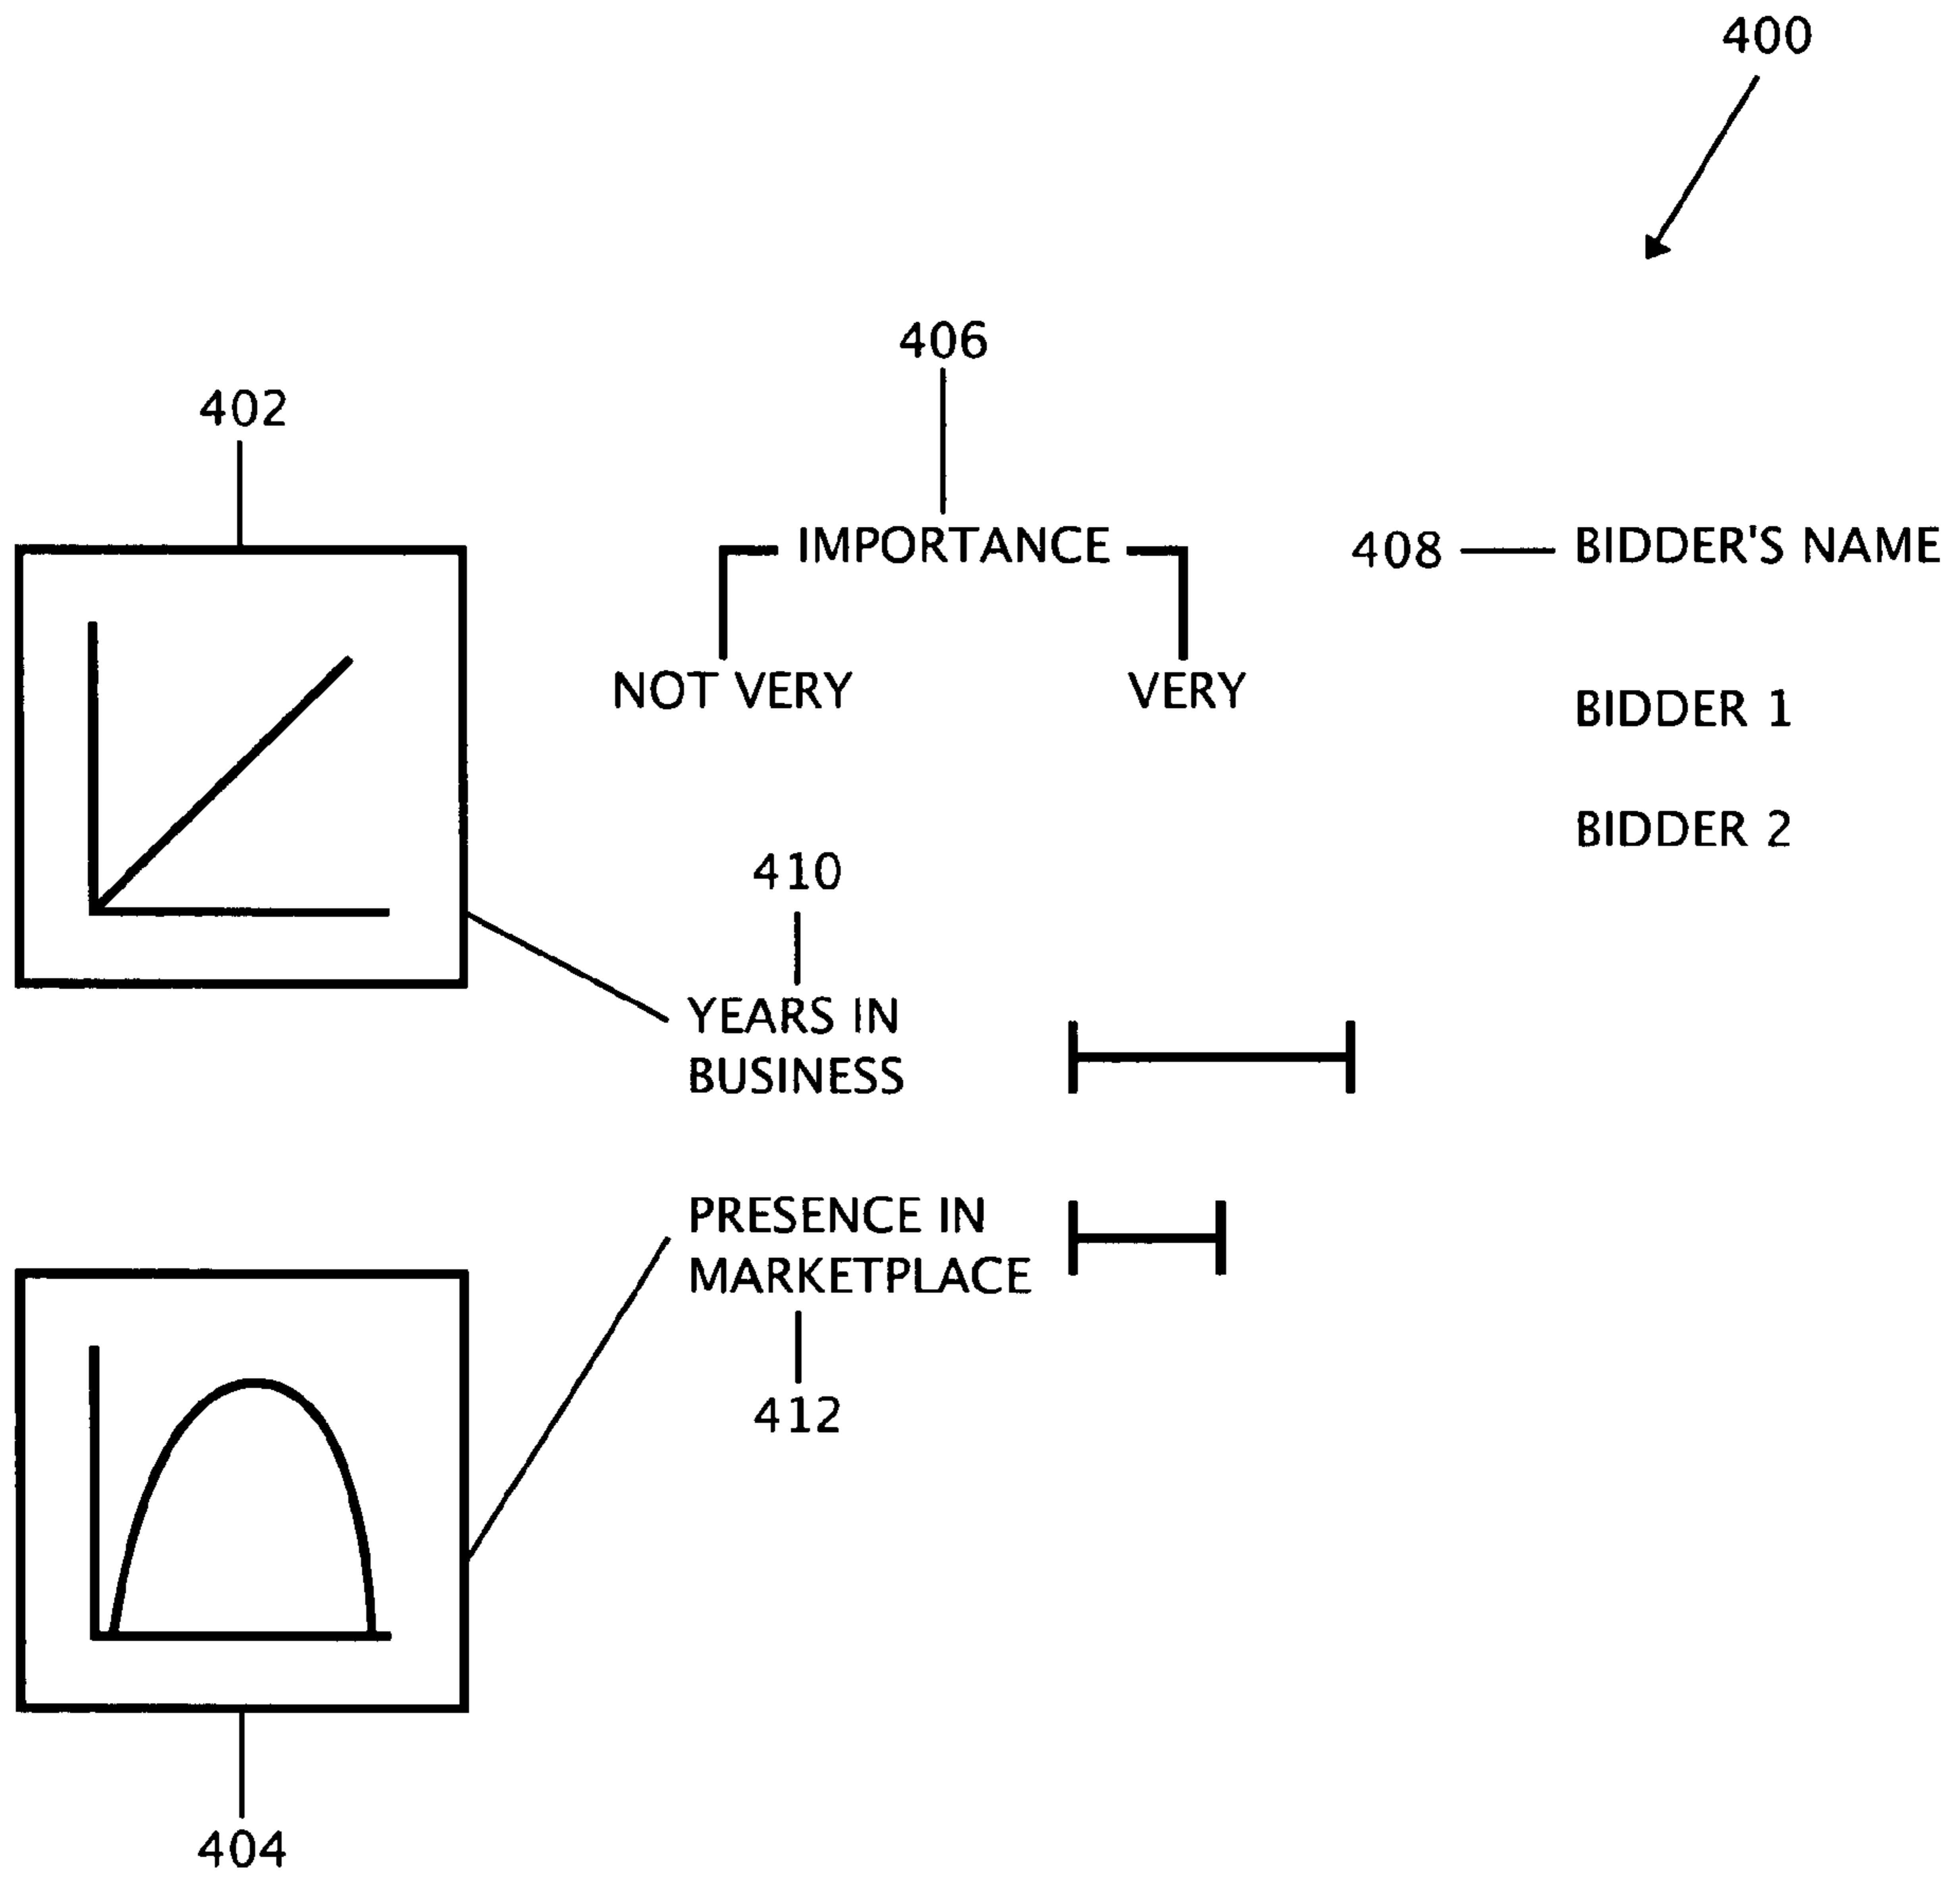 400
406
402
IMPORTANCE
408
BIDDER'S NAME
NOT VERY
VERY
BIDDER 1
BIDDER 2
410
YEARS IN
BUSINESS
PRESENCE IN
MARKETPLACE
412
404